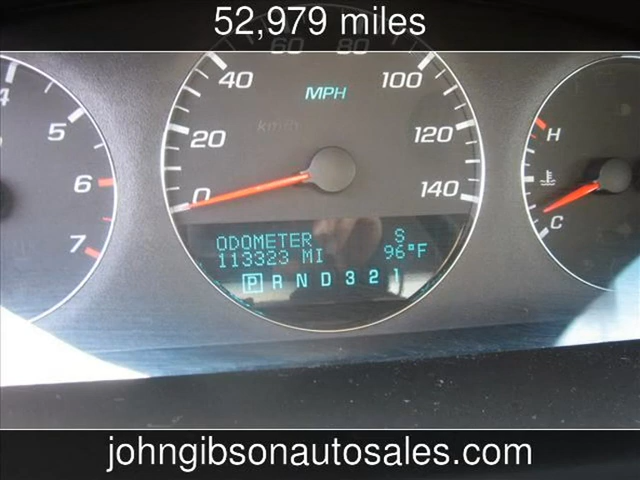 52,979 miles
60 80
40 100
MPH
km/h
20 120
0 140
4
5
6
7
H
C
ODOMETER S
113323 MI 96°F
P R N D 3 2 1
johngibsonautosales.com